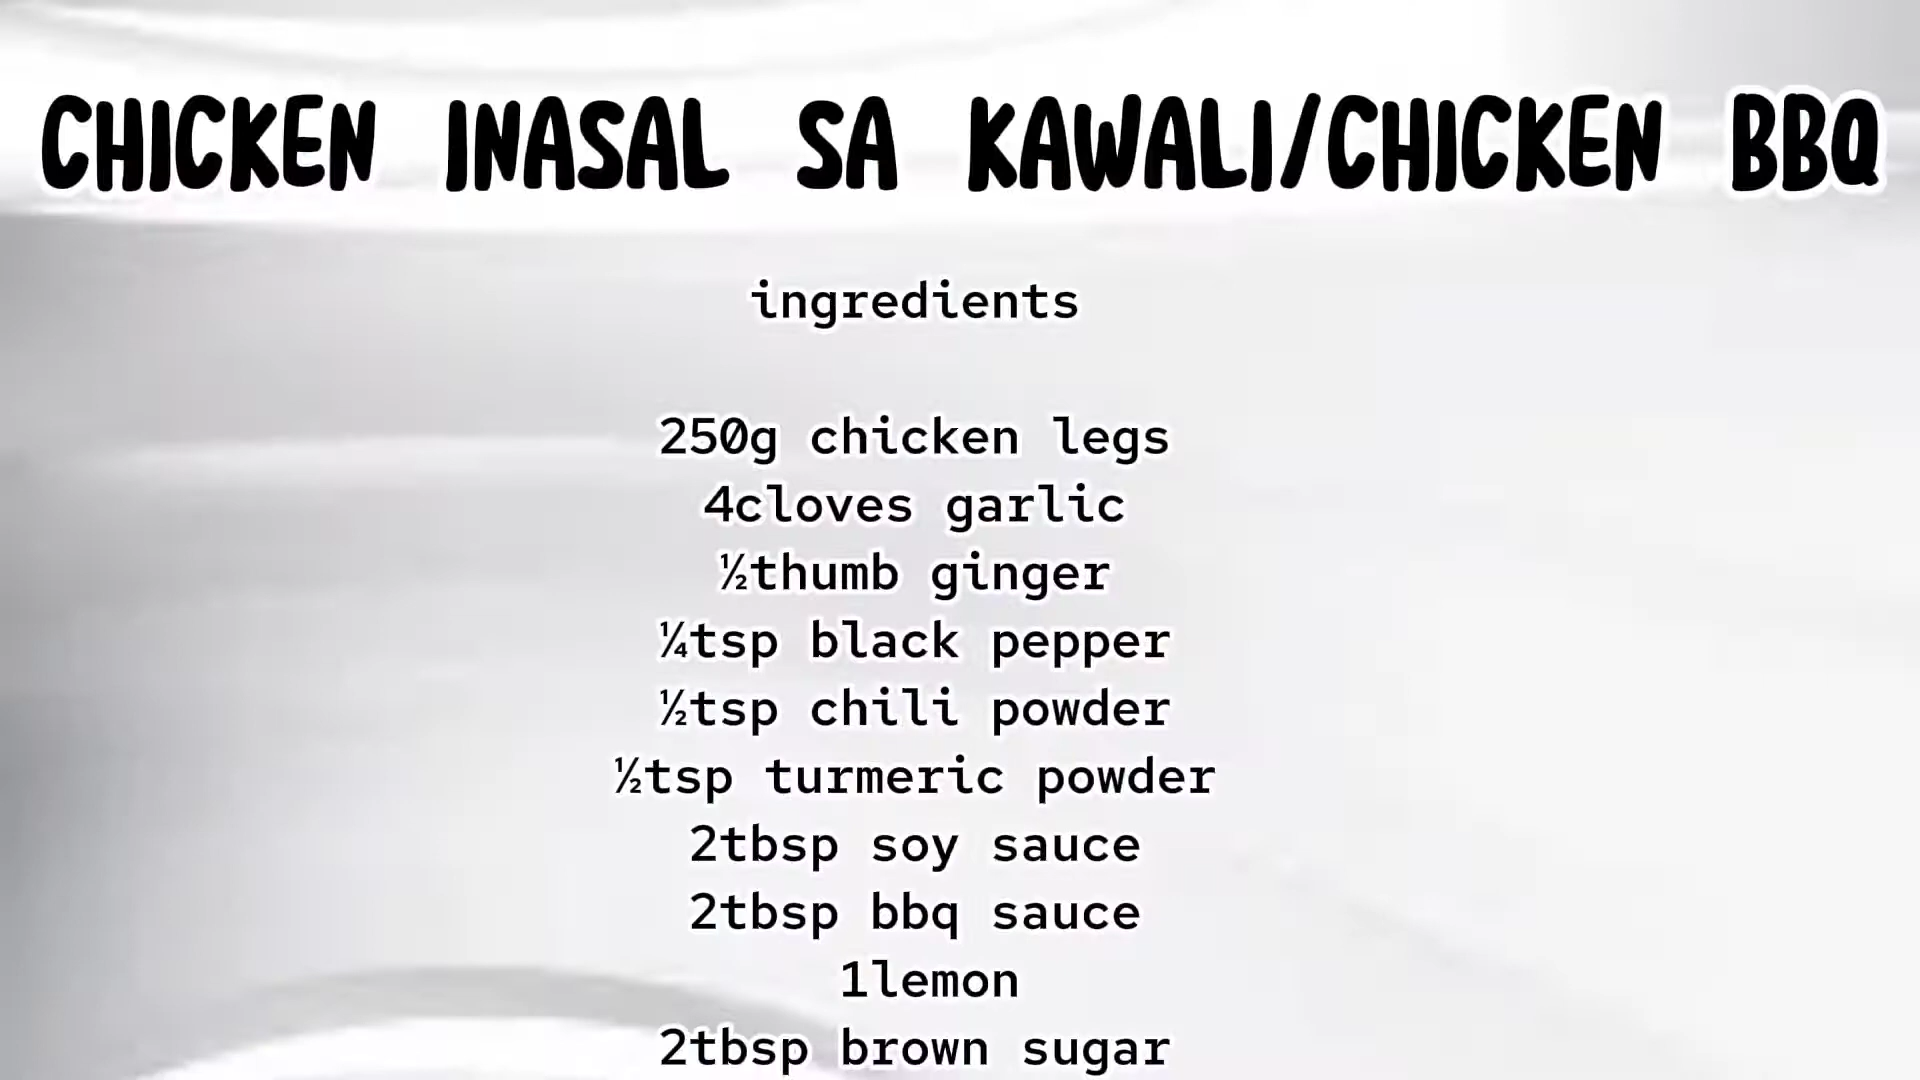 CHICKEN INASAL SA KAWALI/CHICKEN BBQ
ingredients
250g chicken legs
4cloves garlic
½thumb ginger
¼tsp black pepper
½tsp chili powder
½tsp turmeric powder
2tbsp soy sauce
2tbsp bbq sauce
1lemon
2tbsp brown sugar